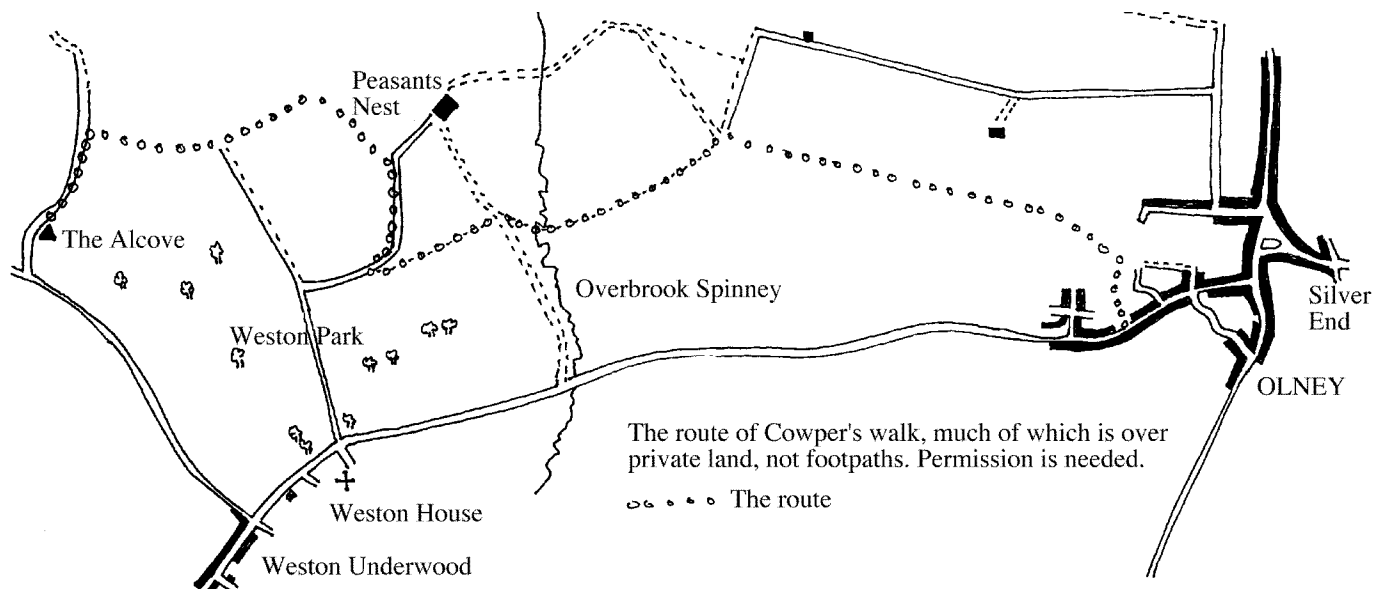 Peasants
Nest
The Alcove
Overbrook Spinney
Silver
End
Weston Park
OLNEY
The route of Cowper's walk, much of which is over
private land, not footpaths. Permission is needed.
The route
Weston House
Weston Underwood